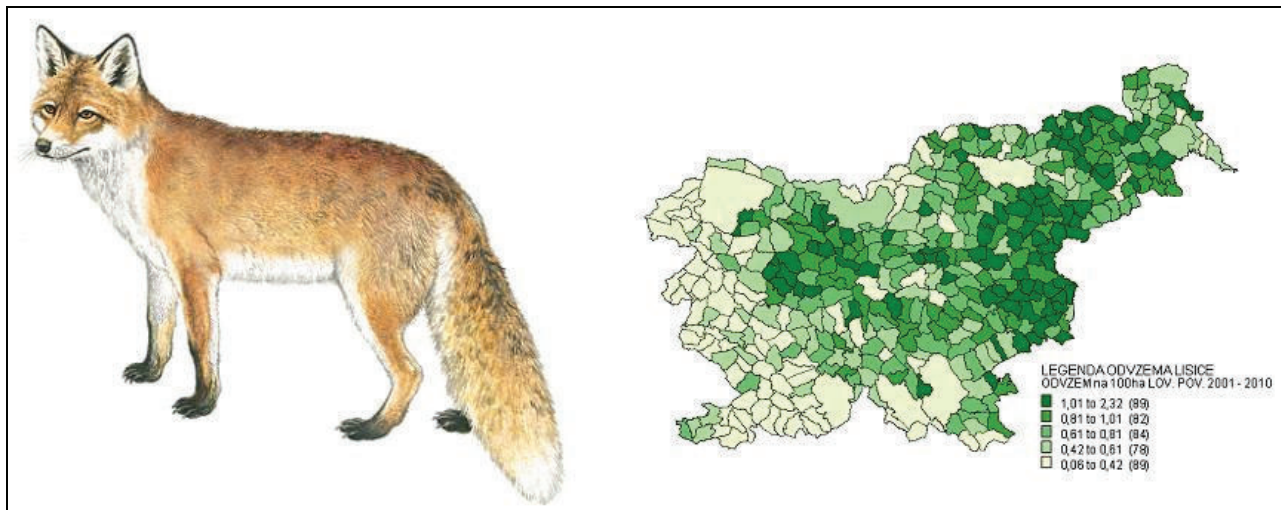 LEGENDA ODVZEMA LISICE
ODVZEM na 100ha LOV. POV. 2001 - 2010
1,01 to 2,32 (89)
0,81 to 1,01 (82)
0,61 to 0,81 (84)
0,42 to 0,61 (78)
0,06 to 0,42 (89)